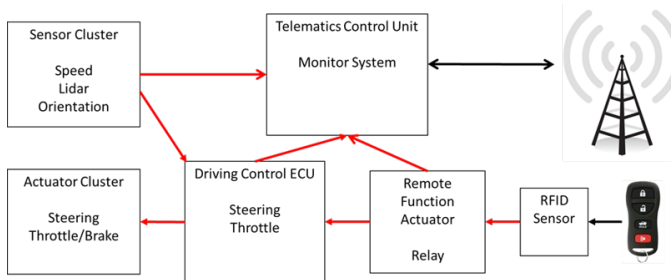 Sensor Cluster
Speed
Lidar
Orientation
Telematics Control Unit
Monitor System
Actuator Cluster
Steering
Throttle/Brake
Driving Control ECU
Steering
Throttle
Remote
Function
Actuator
Relay
RFID
Sensor